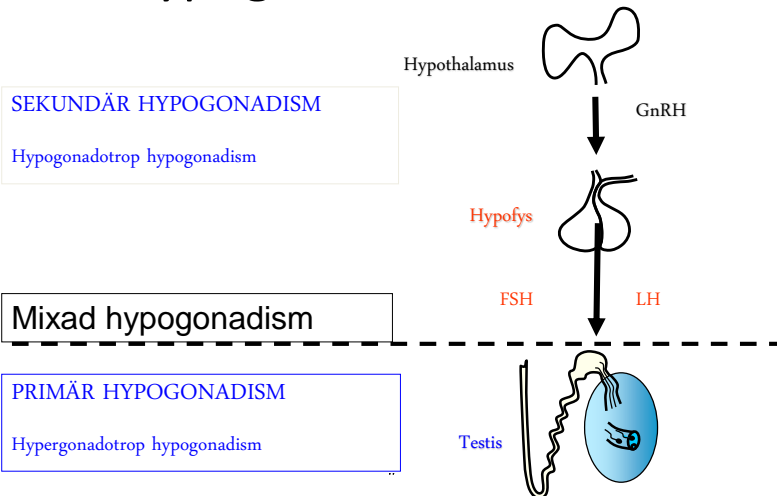 Hypothalamus
SEKUNDÄR HYPOGONADISM
GnRH
Hypogonadotrop hypogonadism
Hypofys
FSH LH
Mixad hypogonadism
PRIMÄR HYPOGONADISM
Hypergonadotrop hypogonadism
Testis